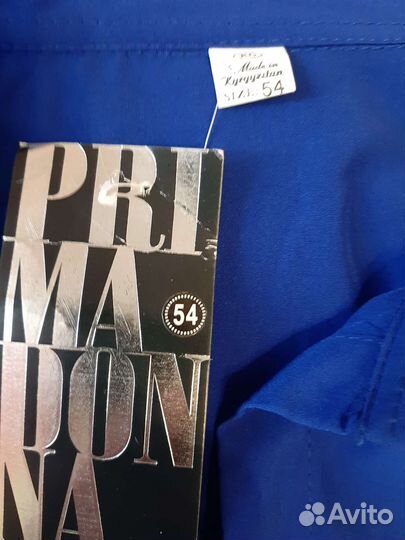 Made in
Kyrgyzstan
SIZE: 54
PRI
MA
54
DON
NA
Avito